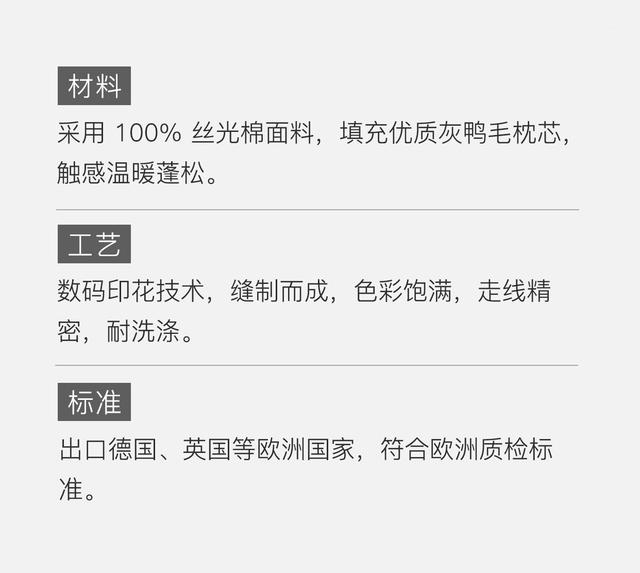 材料
采用 100% 丝光棉面料，填充优质灰鸭毛枕芯，
触感温暖蓬松。
工艺
数码印花技术，缝制而成，色彩饱满，走线精
密，耐洗涤。
标准
出口德国、英国等欧洲国家，符合欧洲质检标
准。